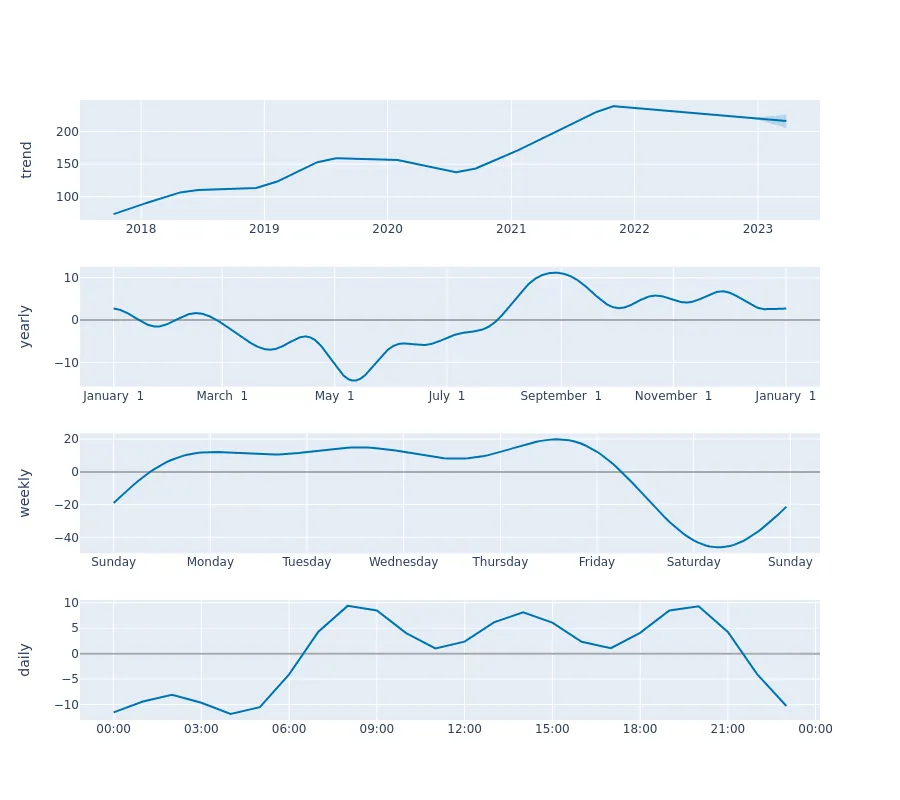 trend
200
150
100
2018 2019 2020 2021 2022 2023
yearly
10
0
−10
January 1 March 1 May 1 July 1 September 1 November 1 January 1
weekly
20
0
−20
−40
Sunday Monday Tuesday Wednesday Thursday Friday Saturday Sunday
daily
10
5
0
−5
−10
00:00 03:00 06:00 09:00 12:00 15:00 18:00 21:00 00:00